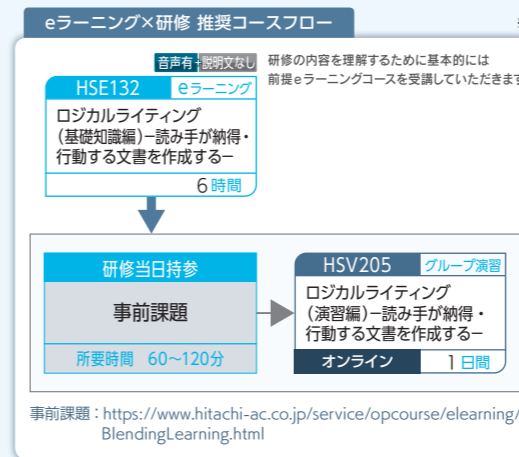 eラーニング×研修 推奨コースフロー
音声有+説明文なし
研修の内容を理解するために基本的には
前提eラーニングコースを受講していただきます
HSE132 eラーニング
ロジカルライティング
（基礎知識編）−読み手が納得・
行動する文書を作成する−
6時間
研修当日持参
事前課題
所要時間 60～120分
HSV205 グループ演習
ロジカルライティング
（演習編）−読み手が納得・
行動する文書を作成する−
オンライン 1日間
事前課題：https://www.hitachi-ac.co.jp/service/opcourse/elearning/
BlendingLearning.html